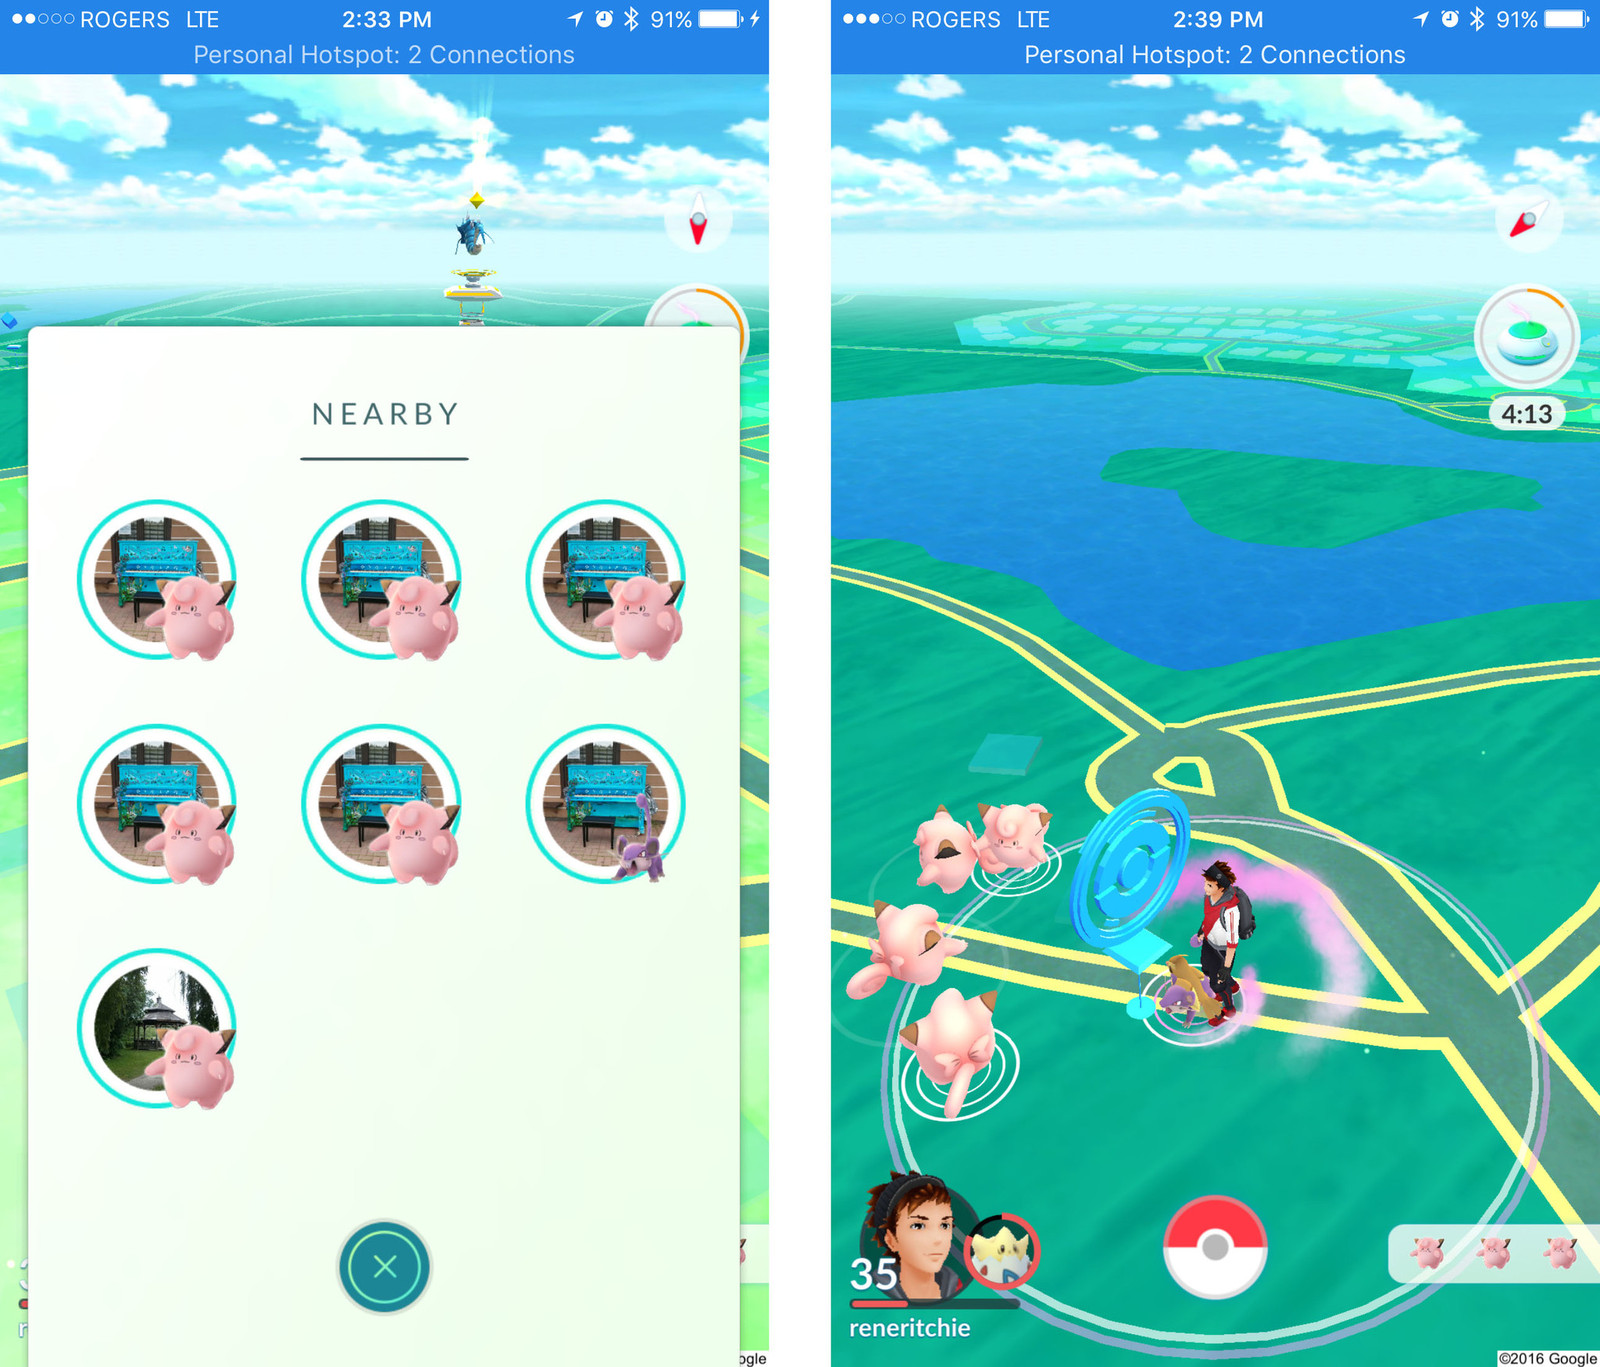 ROGERS LTE 2:33 PM 91%
Personal Hotspot: 2 Connections
NEARBY
ogle
ROGERS LTE 2:39 PM 91%
Personal Hotspot: 2 Connections
4:13
35
reneritchie
©2016 Google